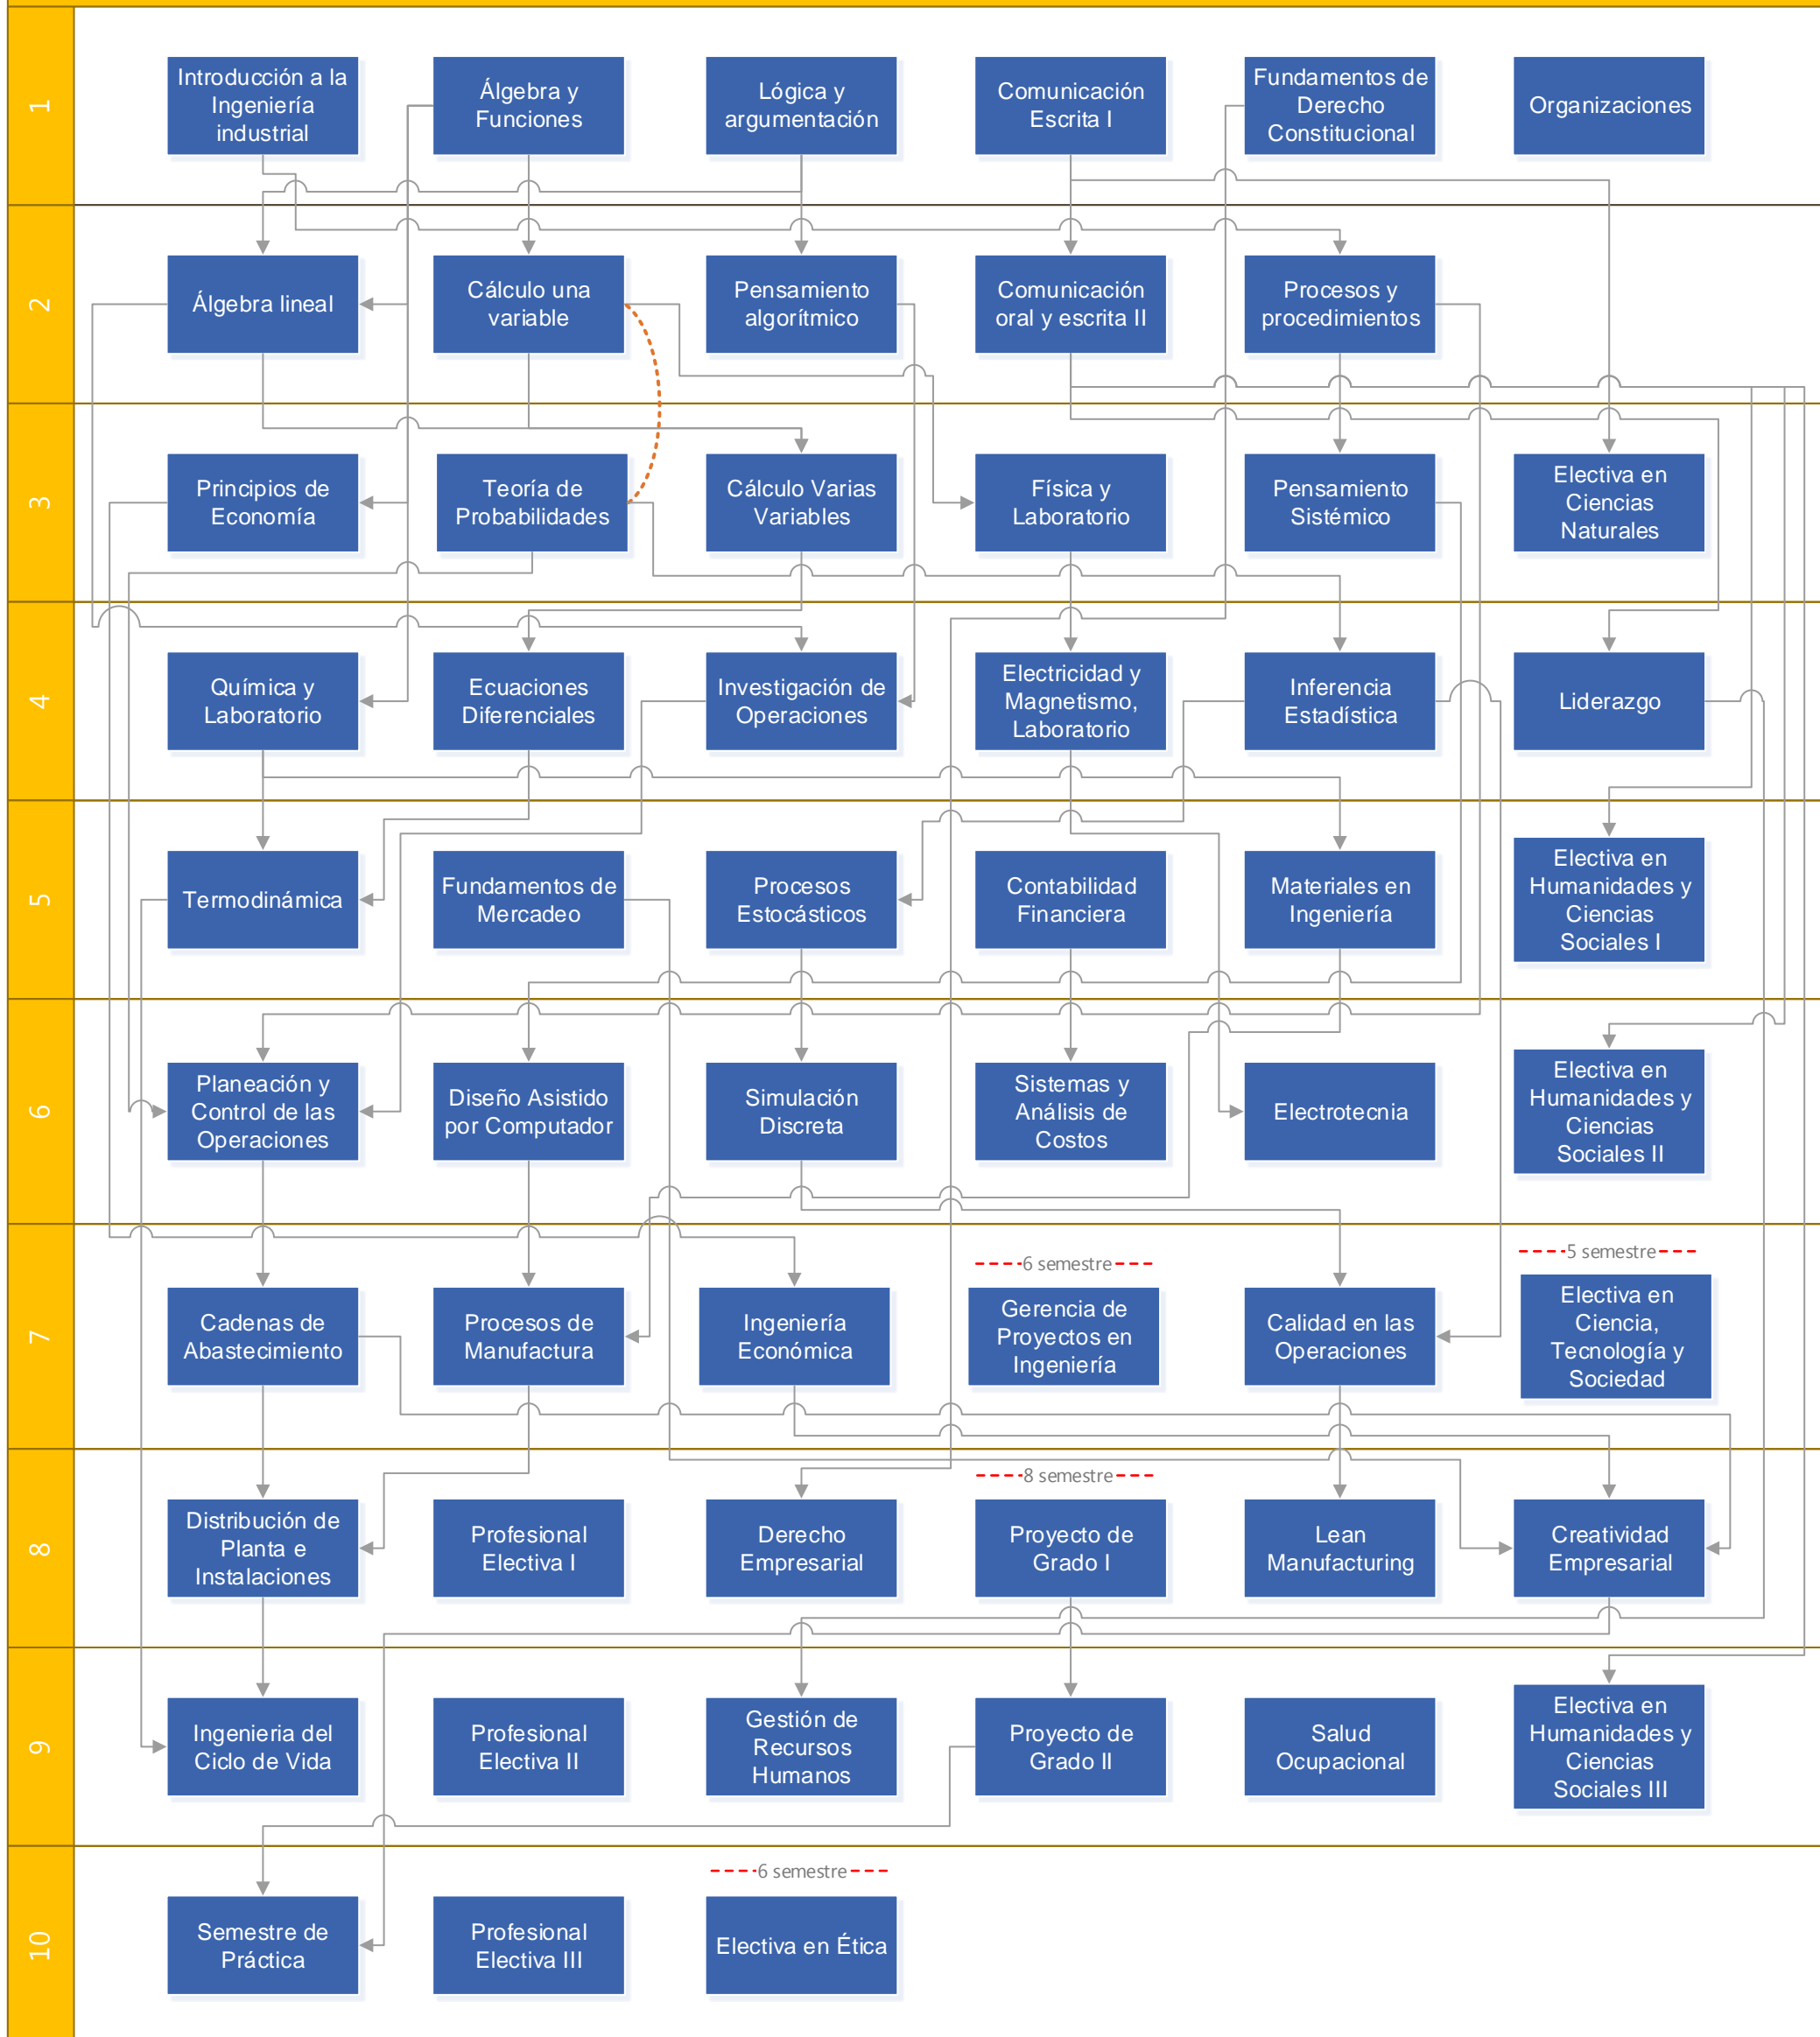 1
Introducción a la
Ingeniería
industrial
Álgebra y
Funciones
Lógica y
argumentación
Comunicación
Escrita I
Fundamentos de
Derecho
Constitucional
Organizaciones
2
Álgebra lineal
Cálculo una
variable
Pensamiento
algorítmico
Comunicación
oral y escrita II
Procesos y
procedimientos
3
Principios de
Economía
Teoría de
Probabilidades
Cálculo Varias
Variables
Física y
Laboratorio
Pensamiento
Sistémico
Electiva en
Ciencias
Naturales
4
Química y
Laboratorio
Ecuaciones
Diferenciales
Investigación de
Operaciones
Electricidad y
Magnetismo,
Laboratorio
Inferencia
Estadística
Liderazgo
5
Termodinámica
Fundamentos de
Mercadeo
Procesos
Estocásticos
Contabilidad
Financiera
Materiales en
Ingeniería
Electiva en
Humanidades y
Ciencias
Sociales I
6
Planeación y
Control de las
Operaciones
Diseño Asistido
por Computador
Simulación
Discreta
Sistemas y
Análisis de
Costos
Electrotecnia
Electiva en
Humanidades y
Ciencias
Sociales II
7
Cadenas de
Abastecimiento
Procesos de
Manufactura
Ingeniería
Económica
6 semestre
Gerencia de
Proyectos en
Ingeniería
Calidad en las
Operaciones
5 semestre
Electiva en
Ciencia,
Tecnología y
Sociedad
8
Distribución de
Planta e
Instalaciones
Profesional
Electiva I
Derecho
Empresarial
8 semestre
Proyecto de
Grado I
Lean
Manufacturing
Creatividad
Empresarial
9
Ingenieria del
Ciclo de Vida
Profesional
Electiva II
Gestión de
Recursos
Humanos
Proyecto de
Grado II
Salud
Ocupacional
Electiva en
Humanidades y
Ciencias
Sociales III
10
Semestre de
Práctica
Profesional
Electiva III
6 semestre
Electiva en Ética